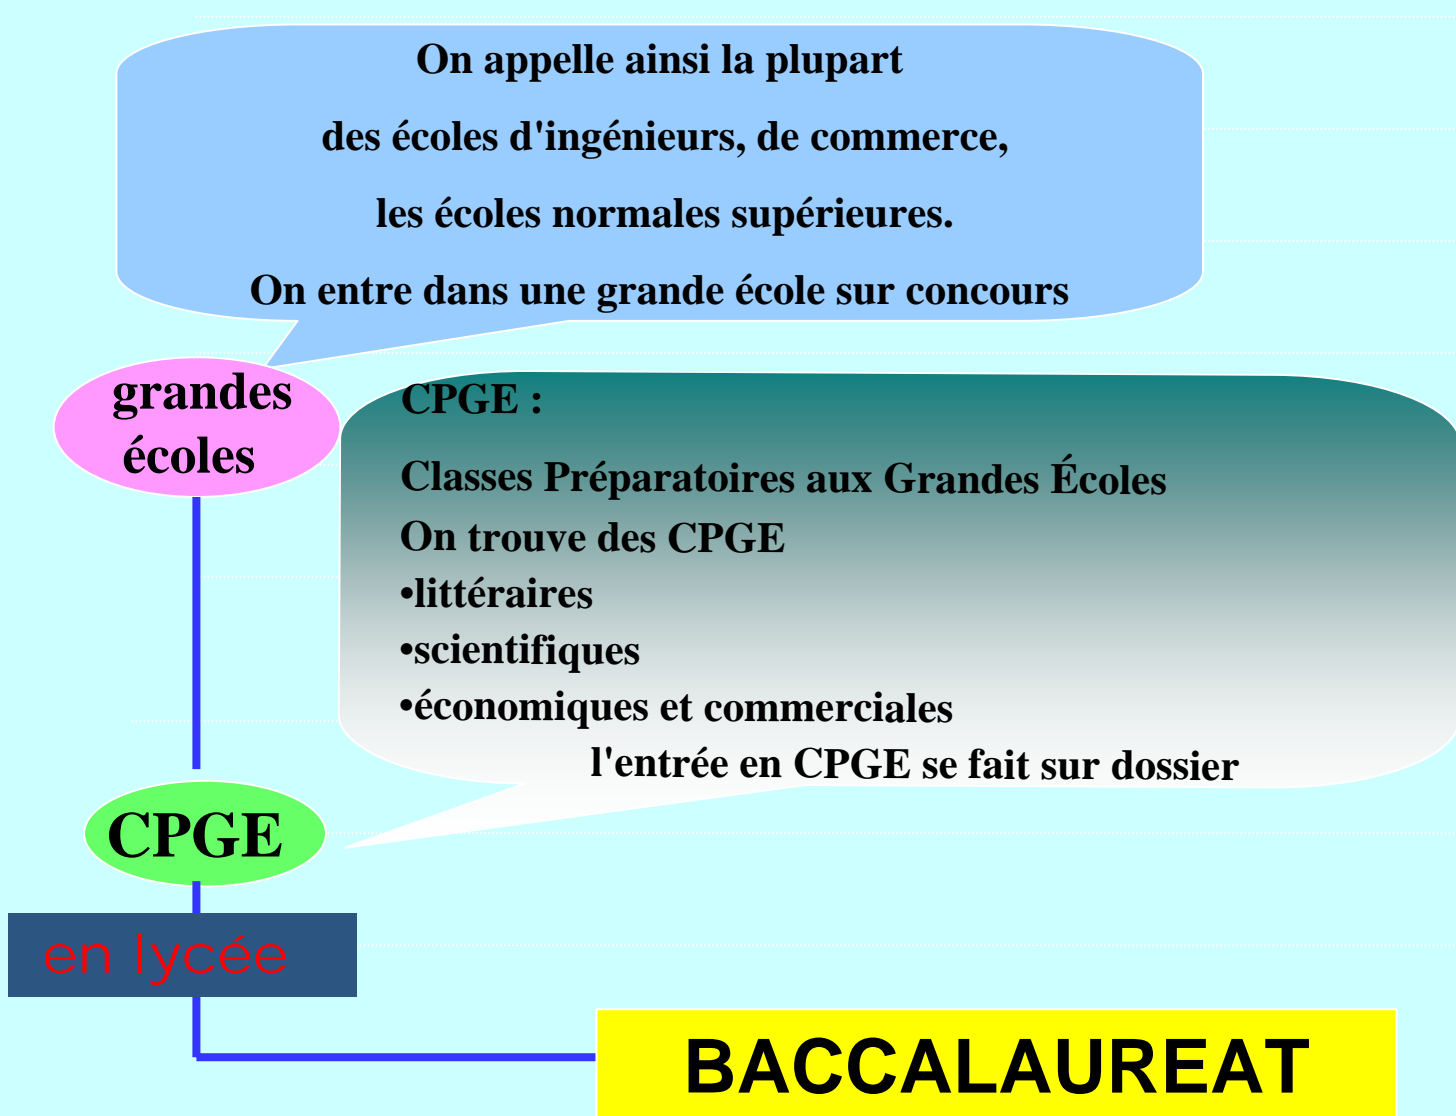 On appelle ainsi la plupart
des écoles d'ingénieurs, de commerce,
les écoles normales supérieures.
On entre dans une grande école sur concours
grandes
écoles
CPGE :
Classes Préparatoires aux Grandes Écoles
On trouve des CPGE
•littéraires
•scientifiques
•économiques et commerciales
l'entrée en CPGE se fait sur dossier
CPGE
en lycée
BACCALAUREAT